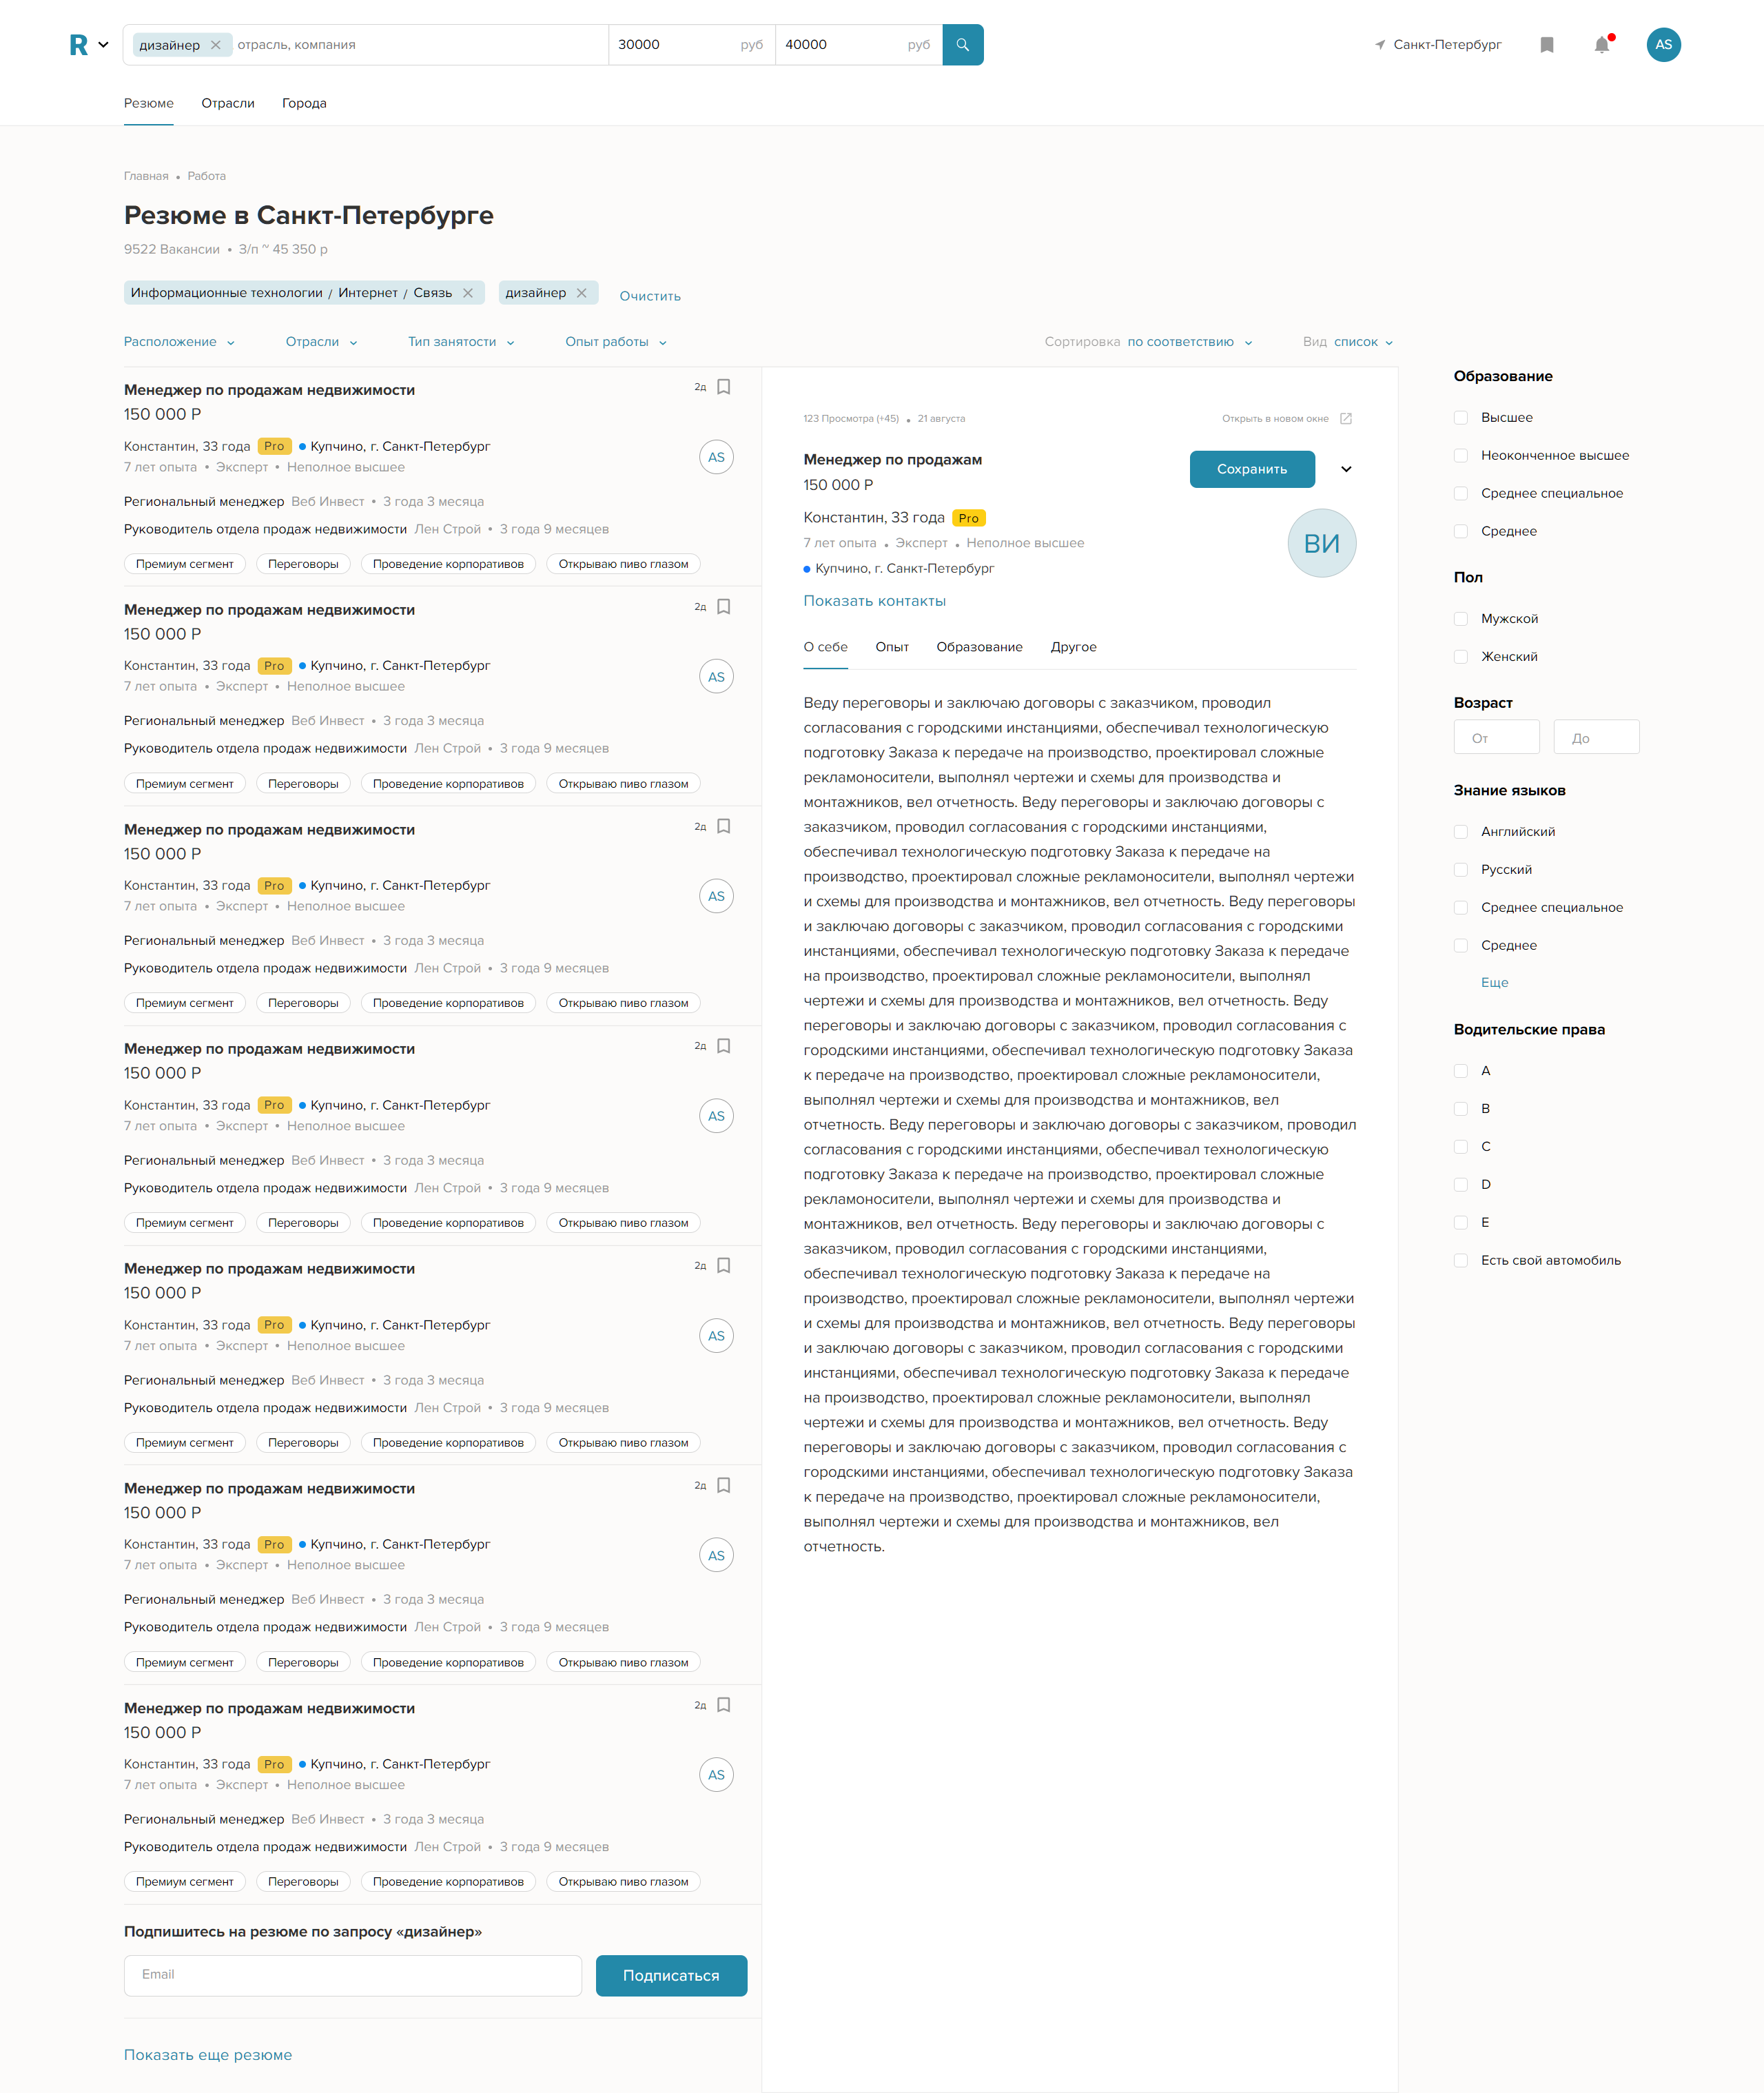 R
дизайнер отрасль, компания 30000 руб 40000 руб
Санкт-Петербург AS
Резюме Отрасли Города
Главная • Работа
Резюме в Санкт-Петербурге
9522 Вакансии • З/п ~ 45 350 р
Информационные технологии / Интернет / Связь дизайнер Очистить
Расположение Отрасли Тип занятости Опыт работы Сортировка по соответствию Вид список
Менеджер по продажам недвижимости 2д
150 000 Р
Константин, 33 года Pro Купчино, г. Санкт-Петербург
AS
7 лет опыта • Эксперт • Неполное высшее
Региональный менеджер Веб Инвест • 3 года 3 месяца
Руководитель отдела продаж недвижимости Лен Строй • 3 года 9 месяцев
Премиум сегмент Переговоры Проведение корпоративов Открываю пиво глазом
Менеджер по продажам недвижимости 2д
150 000 Р
Константин, 33 года Pro Купчино, г. Санкт-Петербург
AS
7 лет опыта • Эксперт • Неполное высшее
Региональный менеджер Веб Инвест • 3 года 3 месяца
Руководитель отдела продаж недвижимости Лен Строй • 3 года 9 месяцев
Премиум сегмент Переговоры Проведение корпоративов Открываю пиво глазом
Менеджер по продажам недвижимости 2д
150 000 Р
Константин, 33 года Pro Купчино, г. Санкт-Петербург
AS
7 лет опыта • Эксперт • Неполное высшее
Региональный менеджер Веб Инвест • 3 года 3 месяца
Руководитель отдела продаж недвижимости Лен Строй • 3 года 9 месяцев
Премиум сегмент Переговоры Проведение корпоративов Открываю пиво глазом
Менеджер по продажам недвижимости 2д
150 000 Р
Константин, 33 года Pro Купчино, г. Санкт-Петербург
AS
7 лет опыта • Эксперт • Неполное высшее
Региональный менеджер Веб Инвест • 3 года 3 месяца
Руководитель отдела продаж недвижимости Лен Строй • 3 года 9 месяцев
Премиум сегмент Переговоры Проведение корпоративов Открываю пиво глазом
Менеджер по продажам недвижимости 2д
150 000 Р
Константин, 33 года Pro Купчино, г. Санкт-Петербург
AS
7 лет опыта • Эксперт • Неполное высшее
Региональный менеджер Веб Инвест • 3 года 3 месяца
Руководитель отдела продаж недвижимости Лен Строй • 3 года 9 месяцев
Премиум сегмент Переговоры Проведение корпоративов Открываю пиво глазом
Менеджер по продажам недвижимости 2д
150 000 Р
Константин, 33 года Pro Купчино, г. Санкт-Петербург
AS
7 лет опыта • Эксперт • Неполное высшее
Региональный менеджер Веб Инвест • 3 года 3 месяца
Руководитель отдела продаж недвижимости Лен Строй • 3 года 9 месяцев
Премиум сегмент Переговоры Проведение корпоративов Открываю пиво глазом
Менеджер по продажам недвижимости 2д
150 000 Р
Константин, 33 года Pro Купчино, г. Санкт-Петербург
AS
7 лет опыта • Эксперт • Неполное высшее
Региональный менеджер Веб Инвест • 3 года 3 месяца
Руководитель отдела продаж недвижимости Лен Строй • 3 года 9 месяцев
Премиум сегмент Переговоры Проведение корпоративов Открываю пиво глазом
Подпишитесь на резюме по запросу «дизайнер»
Email Подписаться
Показать еще резюме
123 Просмотра (+45) • 21 августа Открыть в новом окне
Менеджер по продажам Сохранить
150 000 Р
Константин, 33 года Pro
ВИ
7 лет опыта • Эксперт • Неполное высшее
Купчино, г. Санкт-Петербург
Показать контакты
О себе Опыт Образование Другое
Веду переговоры и заключаю договоры с заказчиком, проводил
согласования с городскими инстанциями, обеспечивал технологическую
подготовку Заказа к передаче на производство, проектировал сложные
рекламоносители, выполнял чертежи и схемы для производства и
монтажников, вел отчетность. Веду переговоры и заключаю договоры с
заказчиком, проводил согласования с городскими инстанциями,
обеспечивал технологическую подготовку Заказа к передаче на
производство, проектировал сложные рекламоносители, выполнял чертежи
и схемы для производства и монтажников, вел отчетность. Веду переговоры
и заключаю договоры с заказчиком, проводил согласования с городскими
инстанциями, обеспечивал технологическую подготовку Заказа к передаче
на производство, проектировал сложные рекламоносители, выполнял
чертежи и схемы для производства и монтажников, вел отчетность. Веду
переговоры и заключаю договоры с заказчиком, проводил согласования с
городскими инстанциями, обеспечивал технологическую подготовку Заказа
к передаче на производство, проектировал сложные рекламоносители,
выполнял чертежи и схемы для производства и монтажников, вел
отчетность. Веду переговоры и заключаю договоры с заказчиком, проводил
согласования с городскими инстанциями, обеспечивал технологическую
подготовку Заказа к передаче на производство, проектировал сложные
рекламоносители, выполнял чертежи и схемы для производства и
монтажников, вел отчетность. Веду переговоры и заключаю договоры с
заказчиком, проводил согласования с городскими инстанциями,
обеспечивал технологическую подготовку Заказа к передаче на
производство, проектировал сложные рекламоносители, выполнял чертежи
и схемы для производства и монтажников, вел отчетность. Веду переговоры
и заключаю договоры с заказчиком, проводил согласования с городскими
инстанциями, обеспечивал технологическую подготовку Заказа к передаче
на производство, проектировал сложные рекламоносители, выполнял
чертежи и схемы для производства и монтажников, вел отчетность. Веду
переговоры и заключаю договоры с заказчиком, проводил согласования с
городскими инстанциями, обеспечивал технологическую подготовку Заказа
к передаче на производство, проектировал сложные рекламоносители,
выполнял чертежи и схемы для производства и монтажников, вел
отчетность.
Образование
Высшее
Неоконченное высшее
Среднее специальное
Среднее
Пол
Мужской
Женский
Возраст
От До
Знание языков
Английский
Русский
Среднее специальное
Среднее
Еще
Водительские права
A
B
C
D
E
Есть свой автомобиль